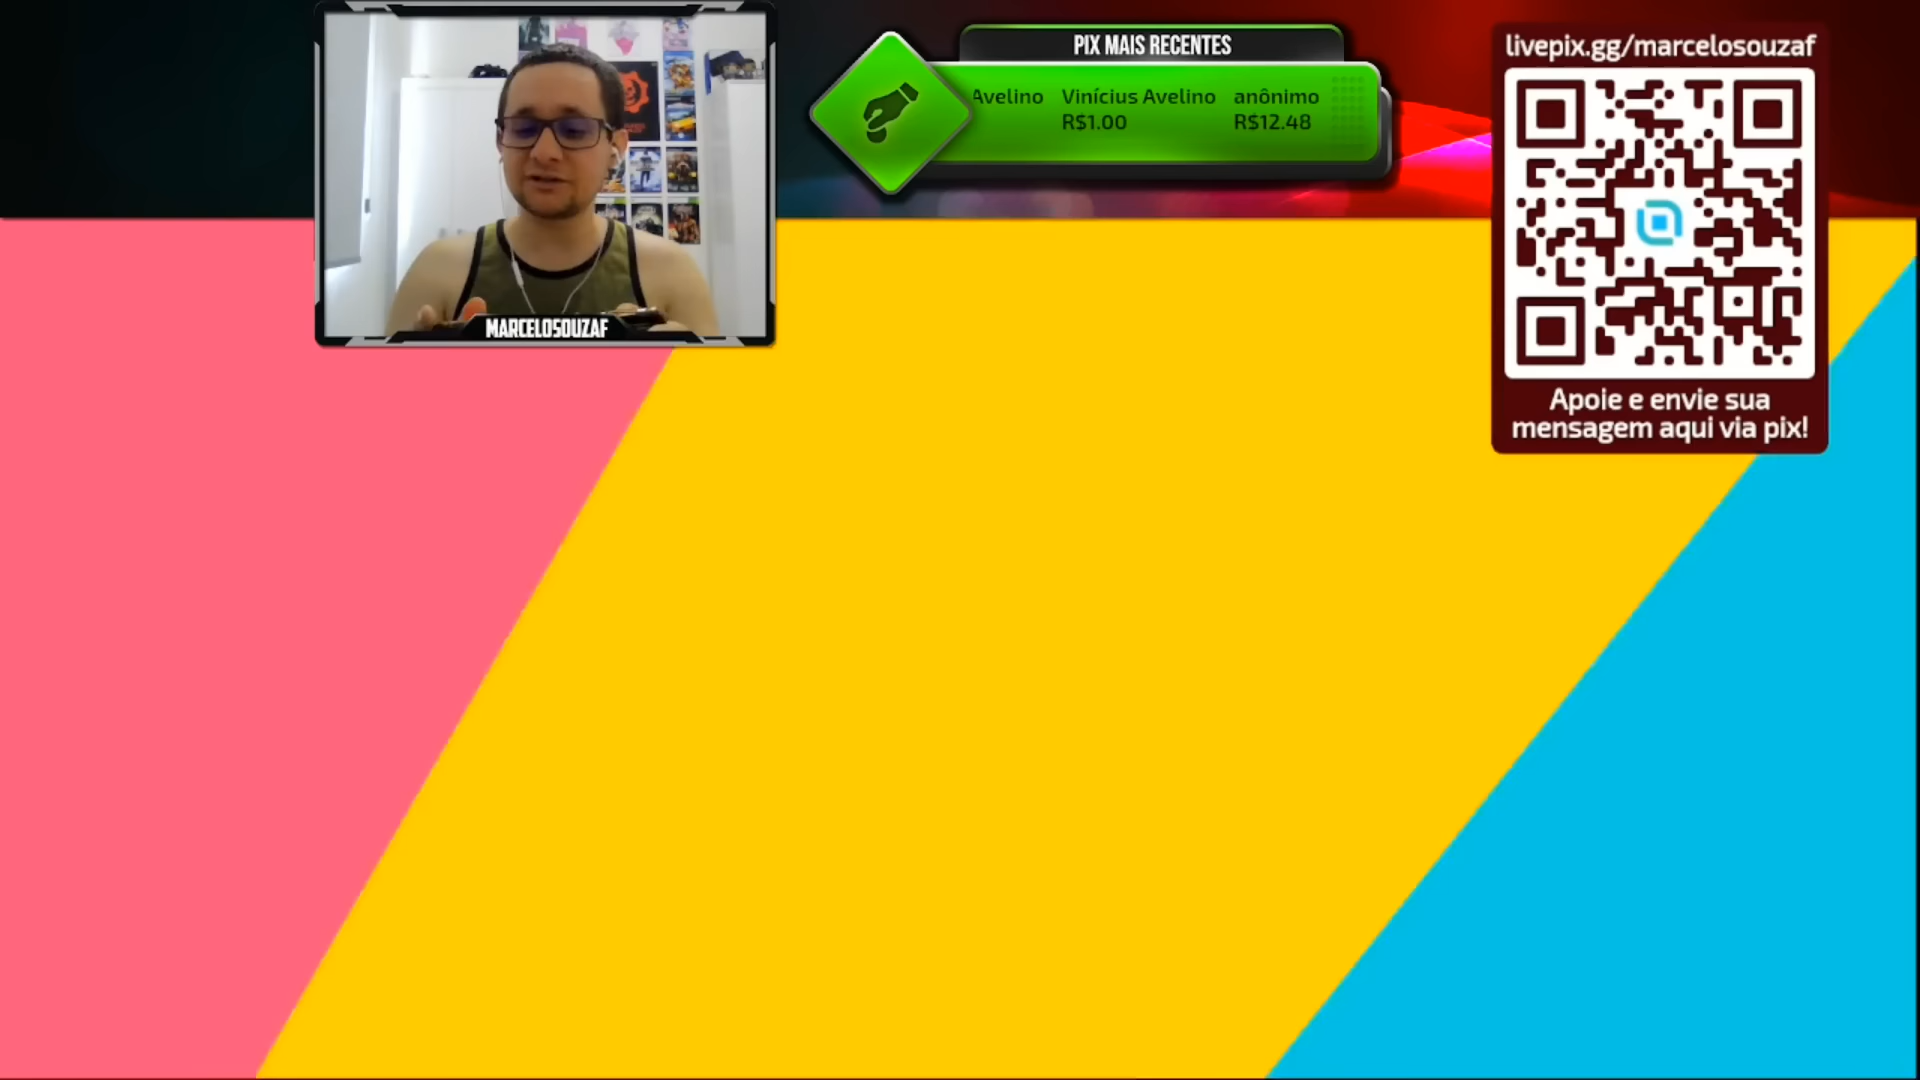 PIX MAIS RECENTES
Avelino Vinícius Avelino anônimo
R$1.00 R$12.48
livepix.gg/marcelosouzaf
Apoie e envie sua
mensagem aqui via pix!
MARCELOSOUZAF